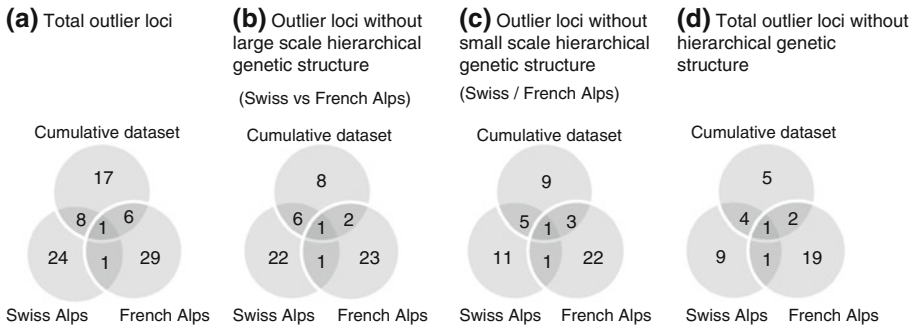 (a) Total outlier loci
(b) Outlier loci without
large scale hierarchical
genetic structure
(Swiss vs French Alps)
(c) Outlier loci without
small scale hierarchical
genetic structure
(Swiss / French Alps)
(d) Total outlier loci without
hierarchical genetic
structure
Cumulative dataset
17
8 1 6
24 1 29
Swiss Alps French Alps
Cumulative dataset
8
6 1 2
22 1 23
Swiss Alps French Alps
Cumulative dataset
9
5 1 3
11 1 22
Swiss Alps French Alps
Cumulative dataset
5
4 1 2
9 1 19
Swiss Alps French Alps